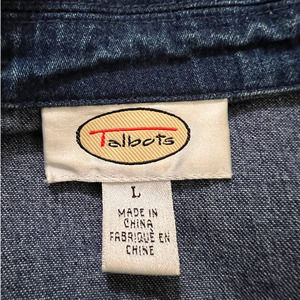 Talbots
L
MADE IN
CHINA
FABRIQUÉ EN
CHINE